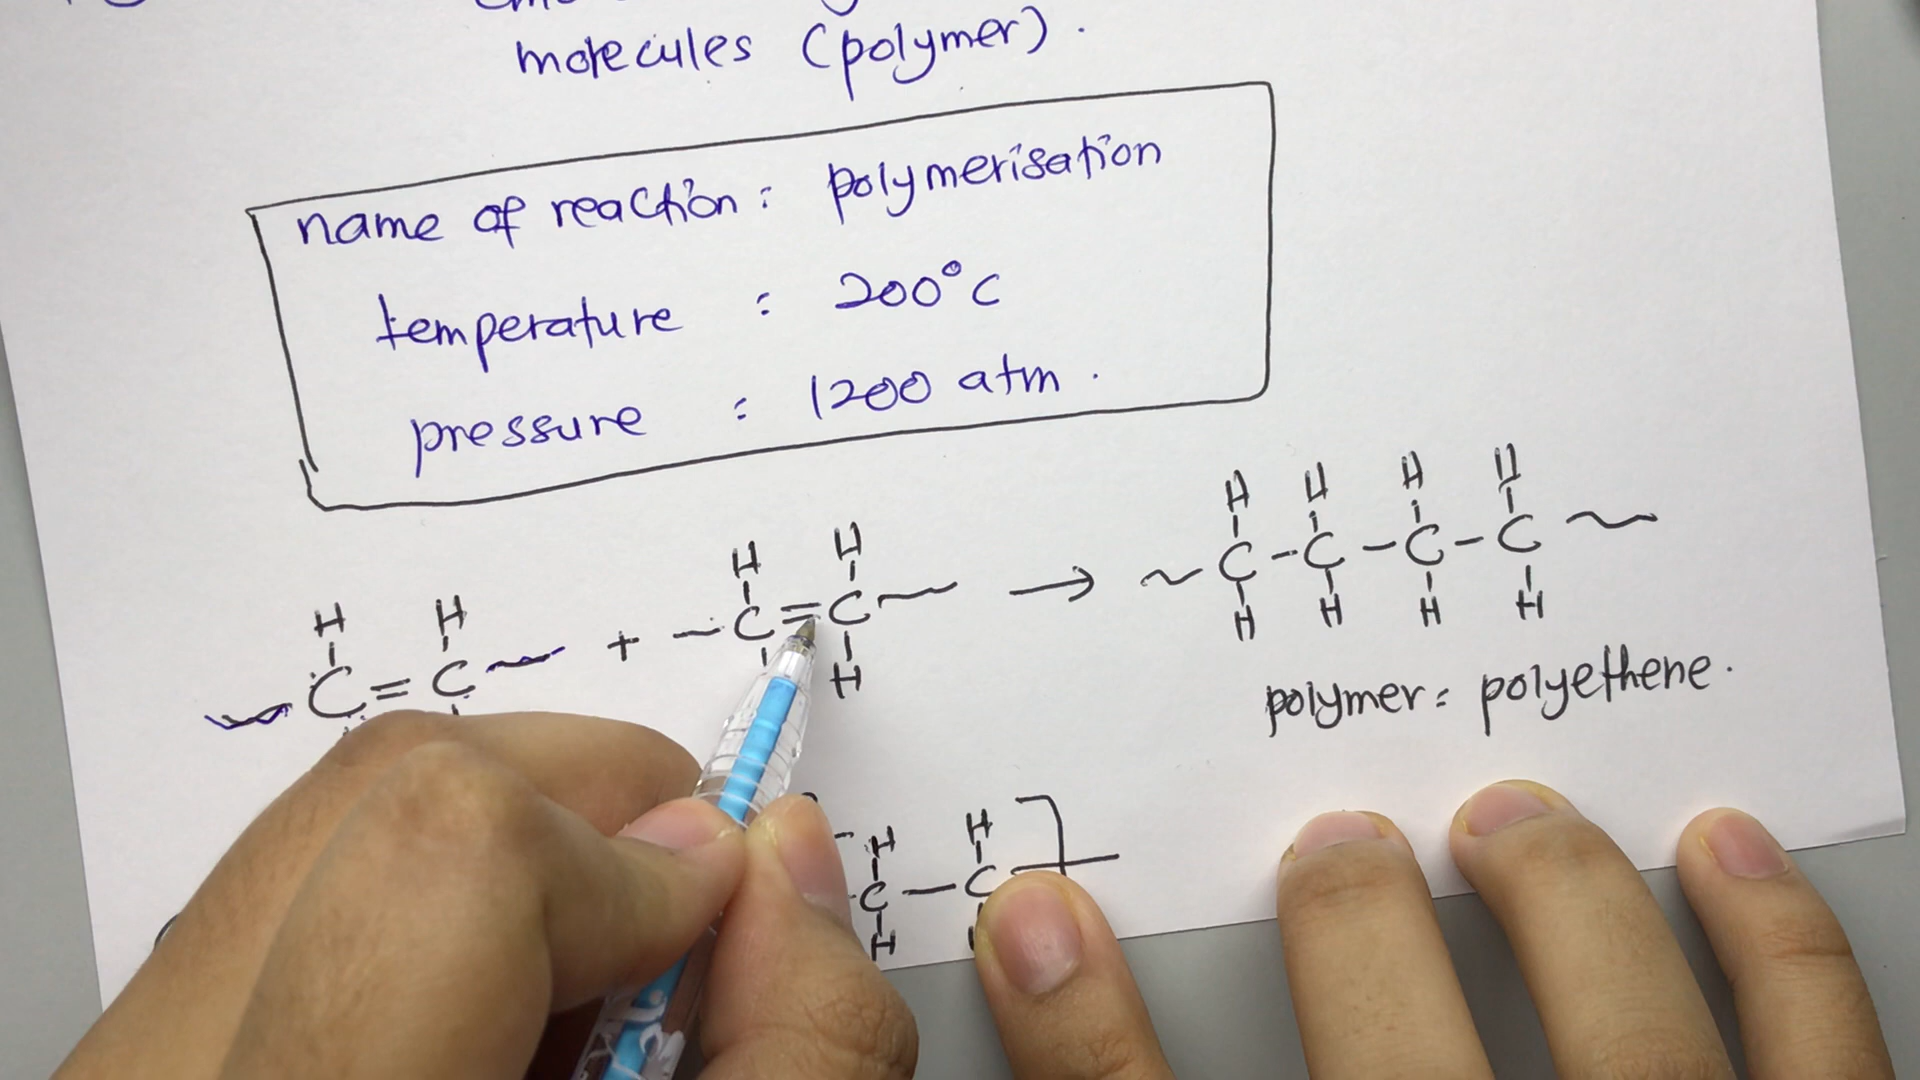 molecules (polymer).
name of reaction : polymerisation
temperature : 200°C
pressure : 1200 atm.
H H H H
H H
H H
C=C + C=C → C-C-C-C
H H H H H
polymer = polyethene.
H H
C-C
H